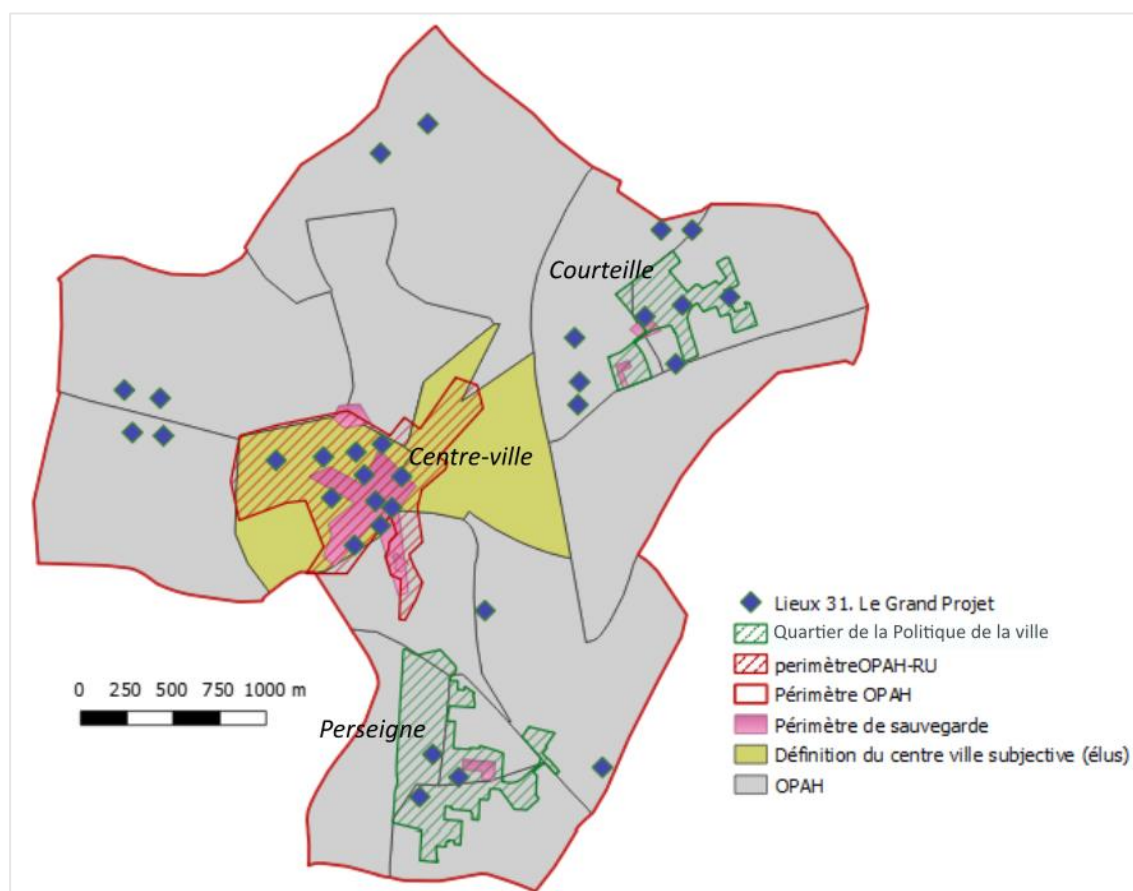 Courteille
Centre-ville
Perseigne
0 250 500 750 1000 m
Lieux 31. Le Grand Projet
Quartier de la Politique de la ville
perimètreOPAH-RU
Périmètre OPAH
Périmètre de sauvegarde
Définition du centre ville subjective (élus)
OPAH